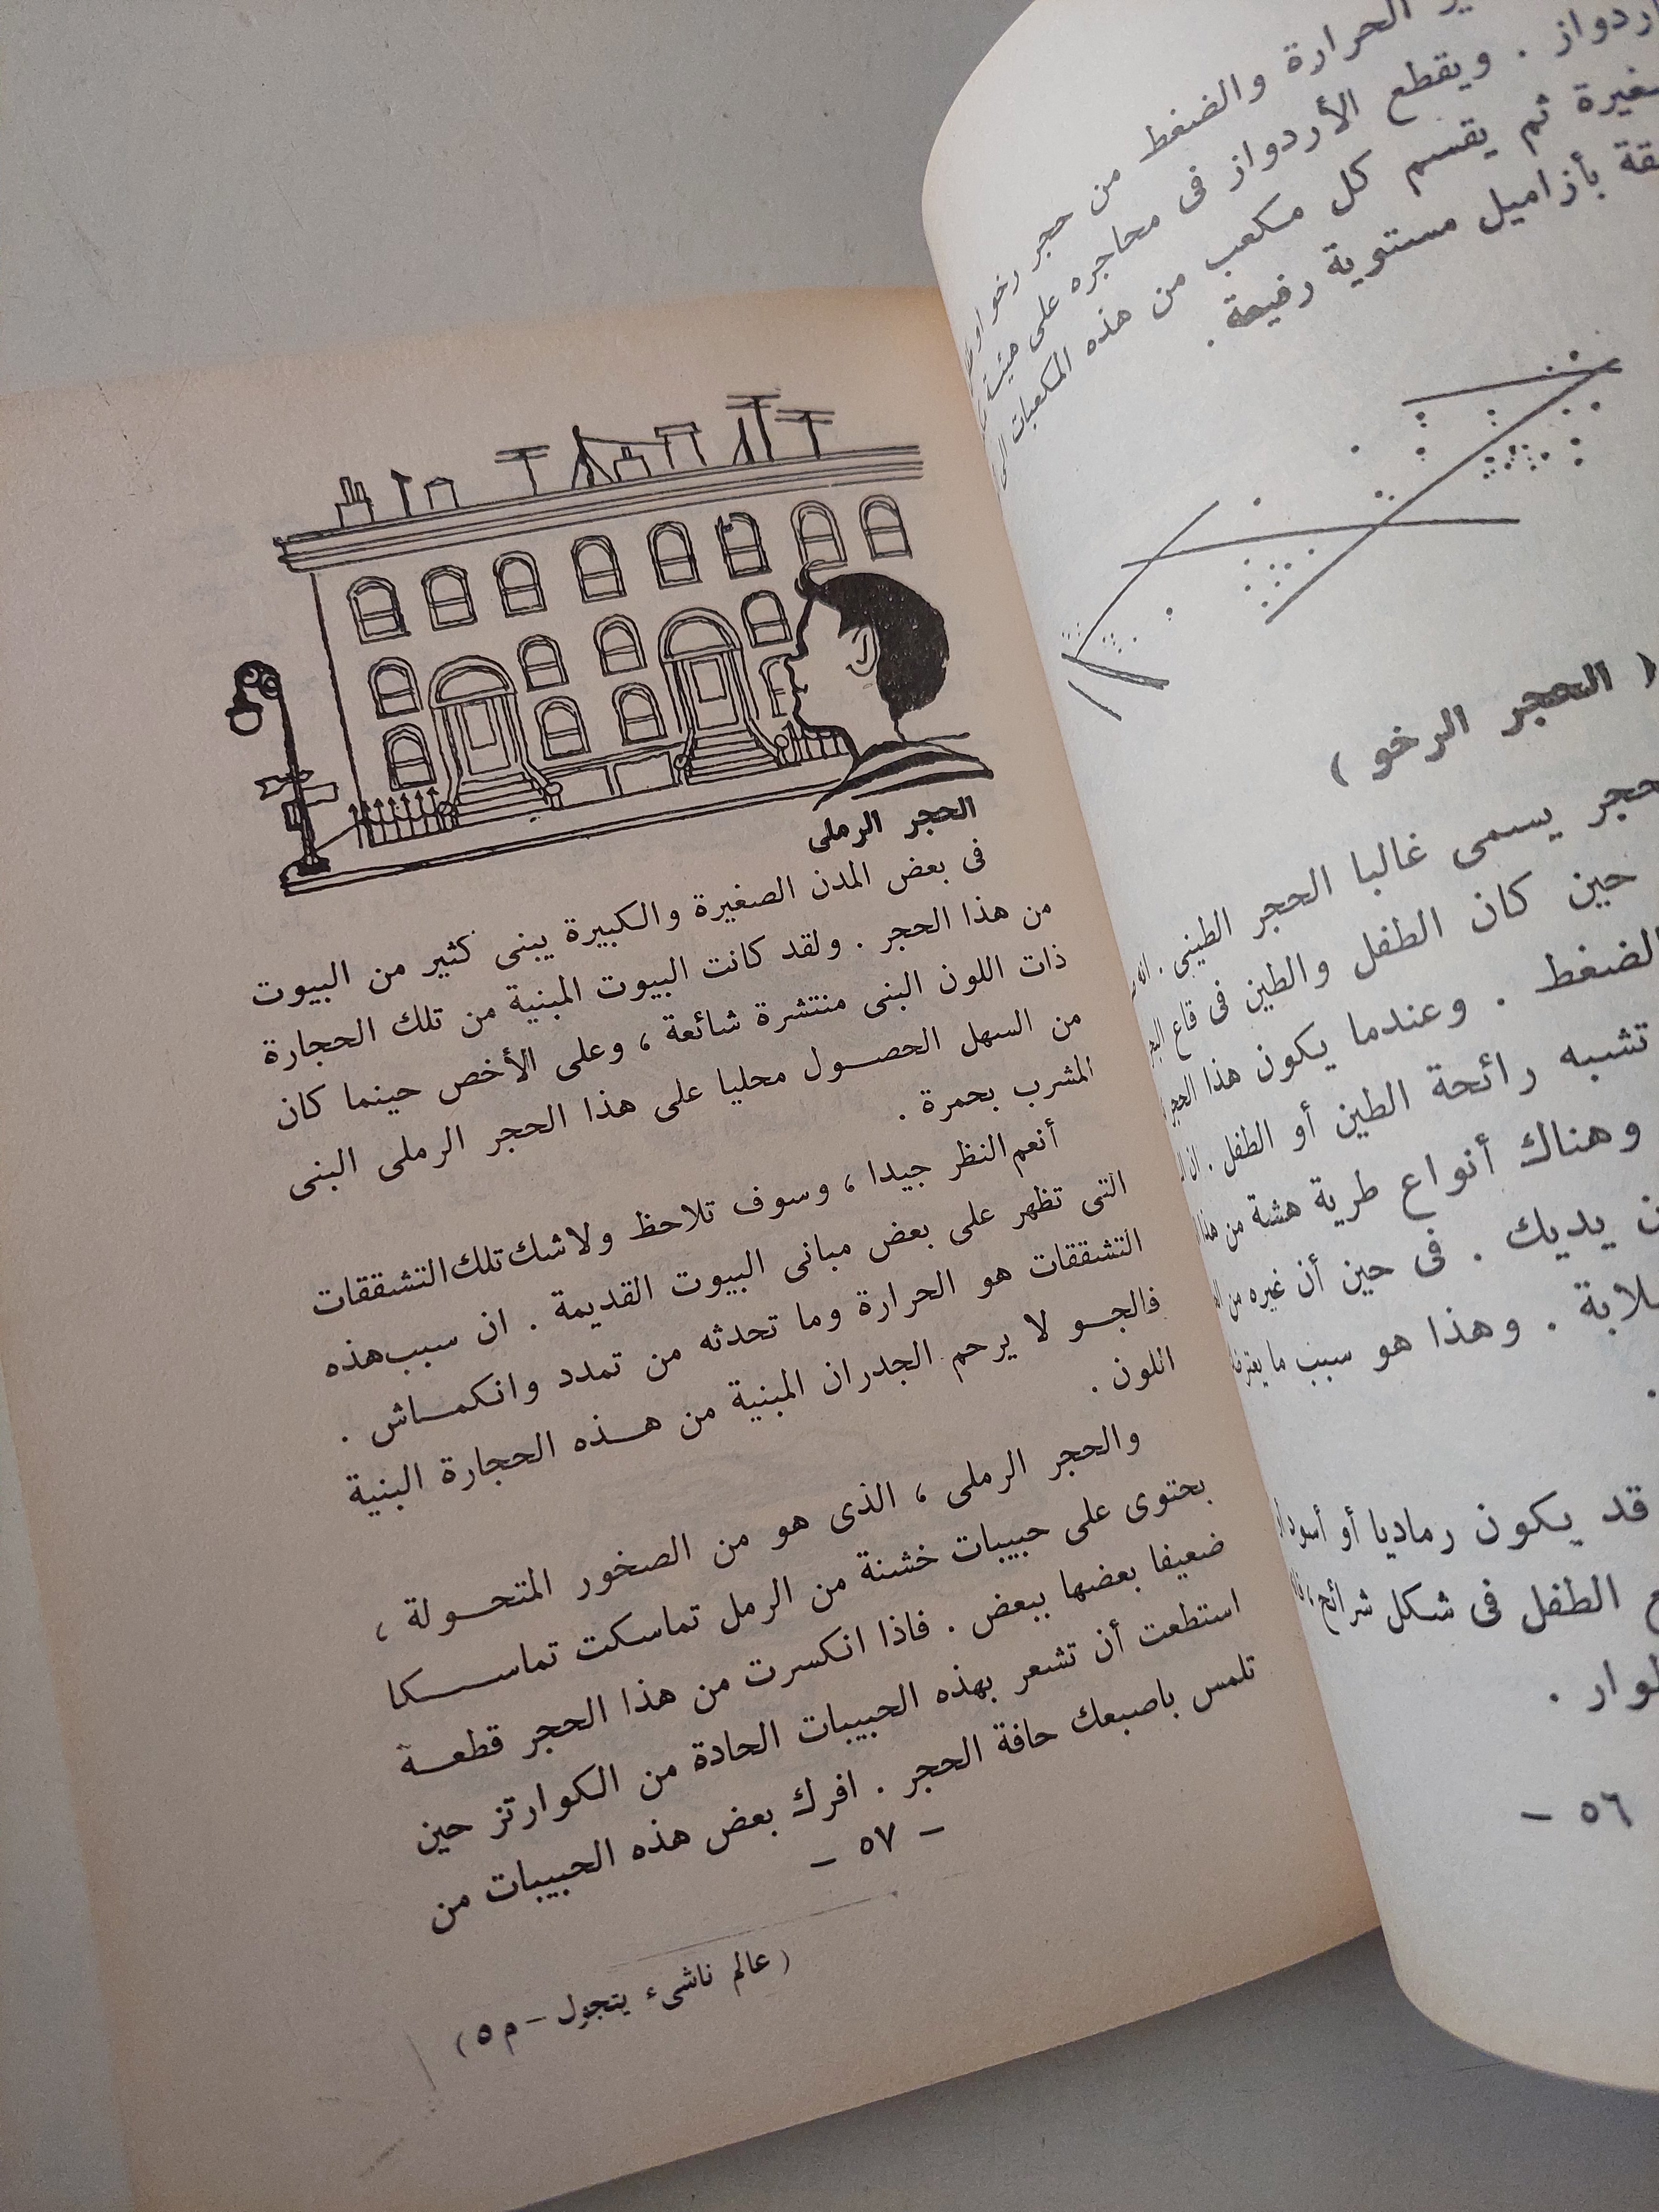 الحرارة والضغط من حجر رخو او
ردواز . ويقطع الأردواز فى محاجره على هيئة
صغيرة ثم يقسم كل مكعب من هذه المكعبات
بأزاميل مستوية رفيعة .
( الحجر الرخو )
حجر يسمى غالبا الحجر الطينى . انه
حين كان الطفل والطين فى قاع البحر
الضغط . وعندما يكون هذا الحجر
تشبه رائحة الطين أو الطفل .
وهناك أنواع طرية هشة من هذا
يديك . فى حين أن غيره من
. وهذا هو سبب ما
قد يكون رماديا أو أسود
الطفل فى شكل شرائح ،
٥٦ –
الحجر الرملى
فى بعض المدن الصغيرة والكبيرة يبنى كثير من البيوت
من هذا الحجر . ولقد كانت البيوت المبنية من تلك الحجارة
ذات اللون البنى منتشرة شائعة ، وعلى الأخص حينما كان
من السهل الحصول محليا على هذا الحجر الرملى البنى
المشرب بحمرة .
أنعم النظر جيدا ، وسوف تلاحظ ولاشك تلك التشققات
التى تظهر على بعض مبانى البيوت القديمة . ان سبب هذه
التشققات هو الحرارة وما تحدثه من تمدد وانكماش .
فالجو لا يرحم الجدران المبنية من هذه الحجارة البنية
اللون .
والحجر الرملى ، الذى هو من الصخور المتحولة ،
يحتوى على حبيبات خشنة من الرمل تماسكت تماسكا
ضعيفا بعضها ببعض . فاذا انكسرت من هذا الحجر قطعة
استطعت أن تشعر بهذه الحبيبات الحادة من الكوارتز حين
تلمس باصبعك حافة الحجر . افرك بعض هذه الحبيبات من
– ٥٧ –
( عالم ناشىء يتجول – م ٥ )